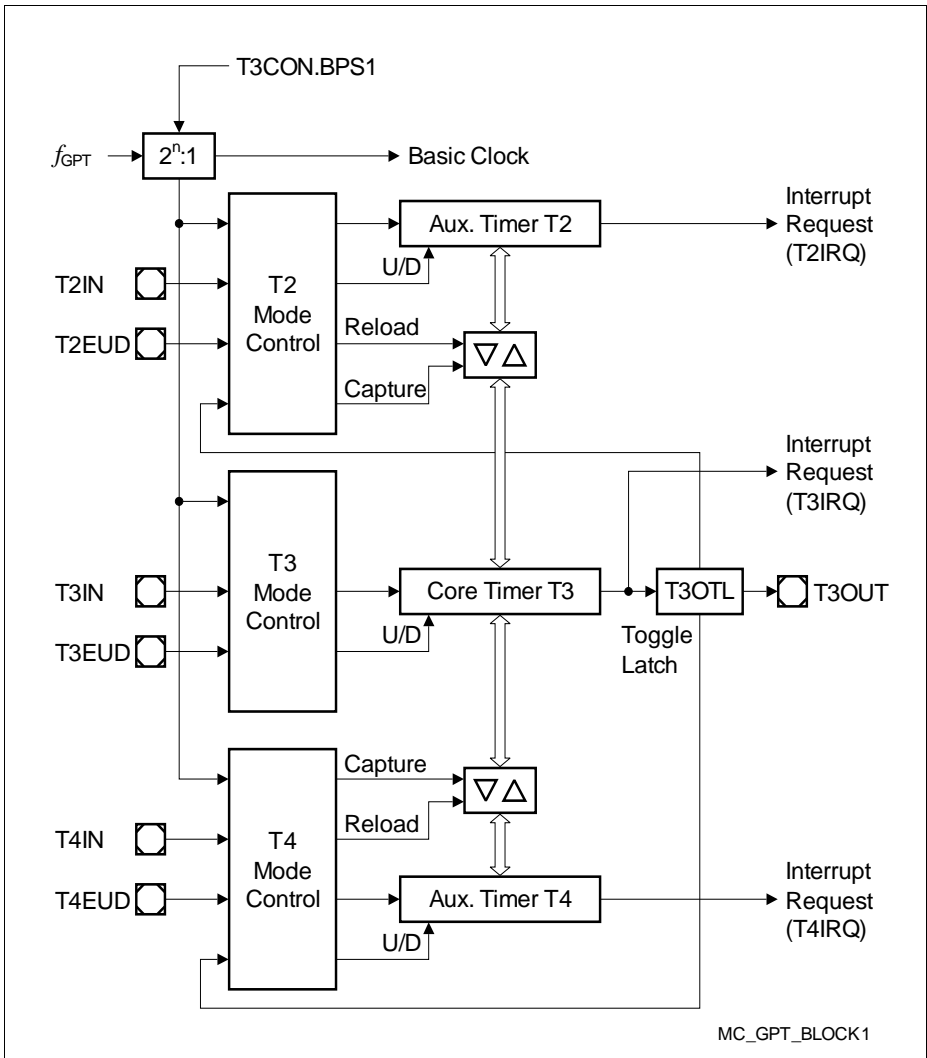 T3CON.BPS1
fGPT
2ⁿ:1
Basic Clock
Interrupt
Request
(T2IRQ)
Aux. Timer T2
U/D
T2IN
T2
Mode
Control
T2EUD
Reload
Capture
Interrupt
Request
(T3IRQ)
T3
Mode
Control
T3IN
Core Timer T3
T3OTL
T3OUT
T3EUD
U/D
Toggle
Latch
Capture
Reload
T4IN
T4
Mode
Control
T4EUD
Aux. Timer T4
U/D
Interrupt
Request
(T4IRQ)
MC_GPT_BLOCK1